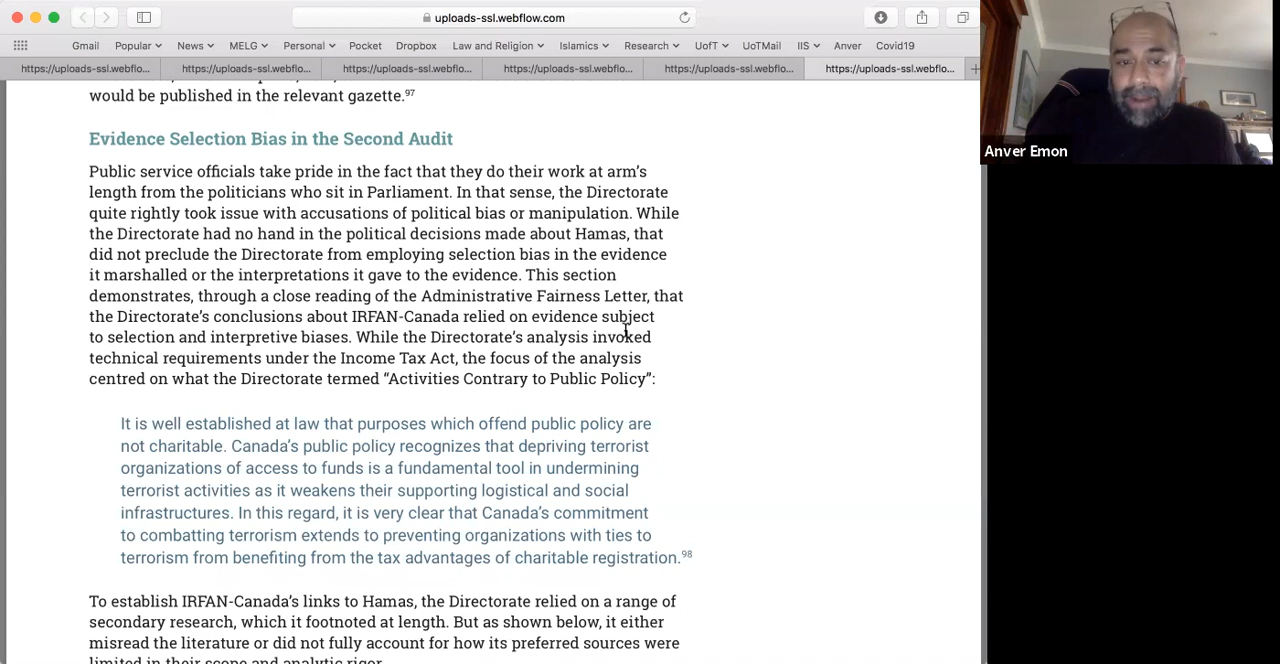 uploads-ssl.webflow.com
Gmail Popular News MELG Personal Pocket Dropbox Law and Religion Islamics Research UofT UoTMail IIS Anver Covid19
https://uploads-ssl.webflo... https://uploads-ssl.webflo... https://uploads-ssl.webflo... https://uploads-ssl.webflo... https://uploads-ssl.webflo... https://uploads-ssl.webflo...
would be published in the relevant gazette.97
Evidence Selection Bias in the Second Audit
Public service officials take pride in the fact that they do their work at arm's
length from the politicians who sit in Parliament. In that sense, the Directorate
quite rightly took issue with accusations of political bias or manipulation. While
the Directorate had no hand in the political decisions made about Hamas, that
did not preclude the Directorate from employing selection bias in the evidence
it marshalled or the interpretations it gave to the evidence. This section
demonstrates, through a close reading of the Administrative Fairness Letter, that
the Directorate's conclusions about IRFAN-Canada relied on evidence subject
to selection and interpretive biases. While the Directorate's analysis invoked
technical requirements under the Income Tax Act, the focus of the analysis
centred on what the Directorate termed “Activities Contrary to Public Policy”:
It is well established at law that purposes which offend public policy are
not charitable. Canada's public policy recognizes that depriving terrorist
organizations of access to funds is a fundamental tool in undermining
terrorist activities as it weakens their supporting logistical and social
infrastructures. In this regard, it is very clear that Canada's commitment
to combatting terrorism extends to preventing organizations with ties to
terrorism from benefiting from the tax advantages of charitable registration.98
To establish IRFAN-Canada's links to Hamas, the Directorate relied on a range of
secondary research, which it footnoted at length. But as shown below, it either
misread the literature or did not fully account for how its preferred sources were
limited in their scope and analytic rigor.
Anver Emon